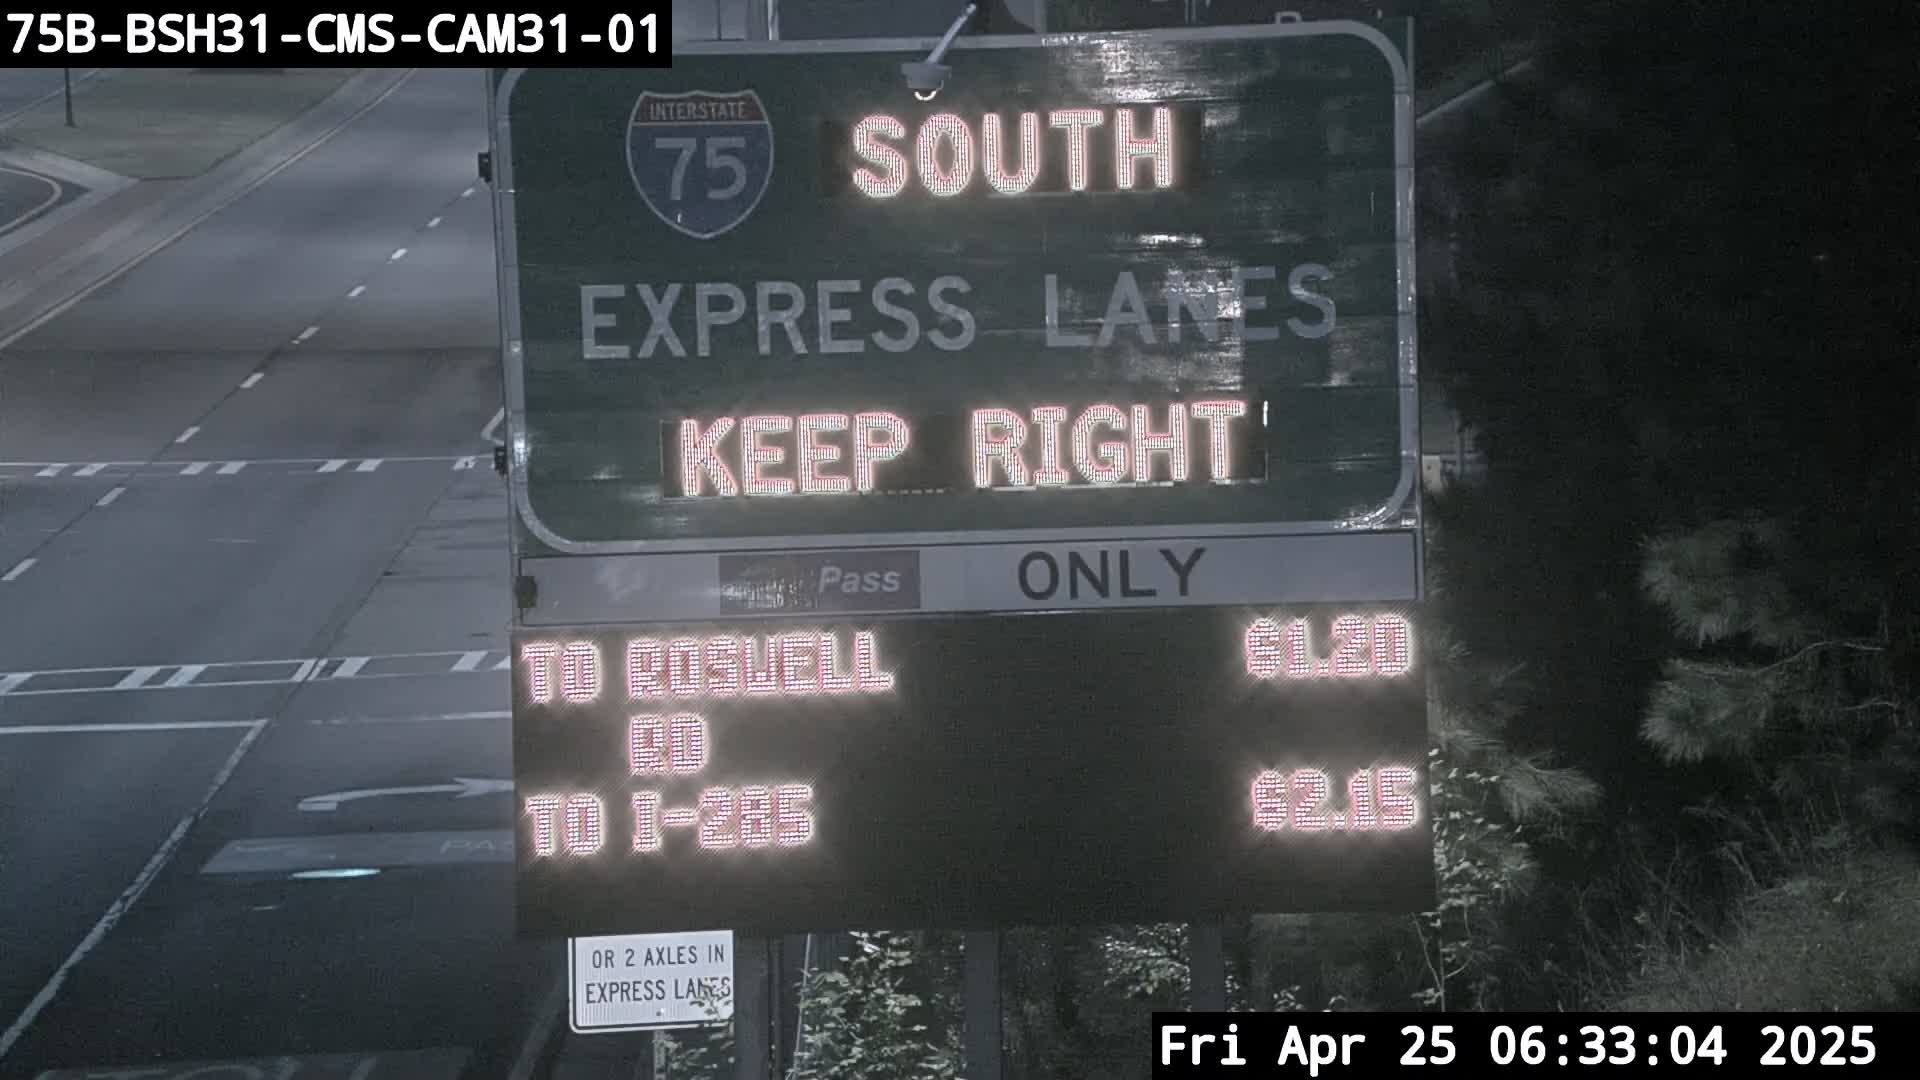 75B-BSH31-CMS-CAM31-01
INTERSTATE
75
SOUTH
EXPRESS LANES
KEEP RIGHT
Pass ONLY
TO ROSWELL $1.20
RD
TO I-285 $2.15
PAS
OR 2 AXLES IN
EXPRESS LANES
Fri Apr 25 06:33:04 2025